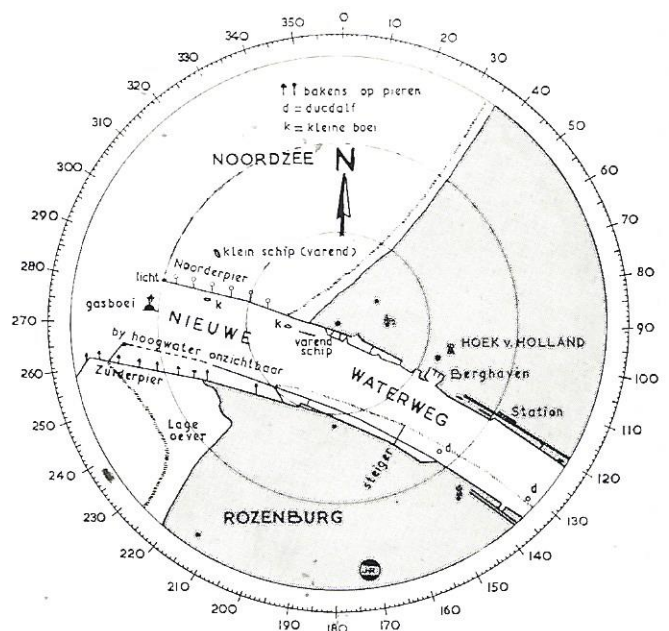 0
10
20
30
40
50
60
70
80
90
100
110
120
130
140
150
160
170
180
190
200
210
220
230
240
250
260
270
280
290
300
310
320
330
340
350
bakens op pieren
d = ducdalf
k = kleine boei
NOORDZEE
N
klein schip (varend)
Noorderpier
licht
k
gasboei
NIEUWE
k
varend
schip
HOEK v. HOLLAND
by hoogwater onzichtbaar
WATERWEG
Berghaven
Zuiderpier
Station
Lage
oever
steiger
d
d
ROZENBURG